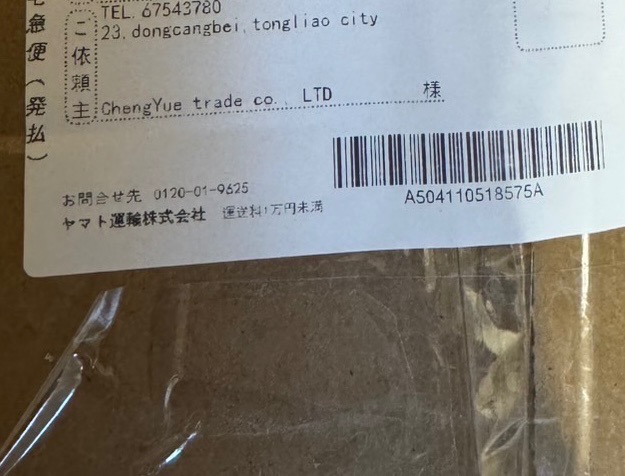 宅急便(発払)
TEL. 67543780
23, dongcangbei, tongliao city
ご依頼主
ChengYue trade co., LTD 様
A504110518575A
お問合せ先 0120-01-9625
ヤマト運輸株式会社 運送料1万円未満